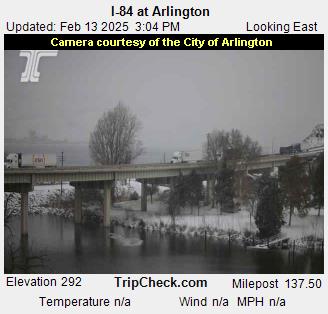 I-84 at Arlington
Updated: Feb 13 2025 3:04 PM Looking East
Camera courtesy of the City of Arlington
Elevation 292 TripCheck.com Milepost 137.50
Temperature n/a Wind n/a MPH n/a